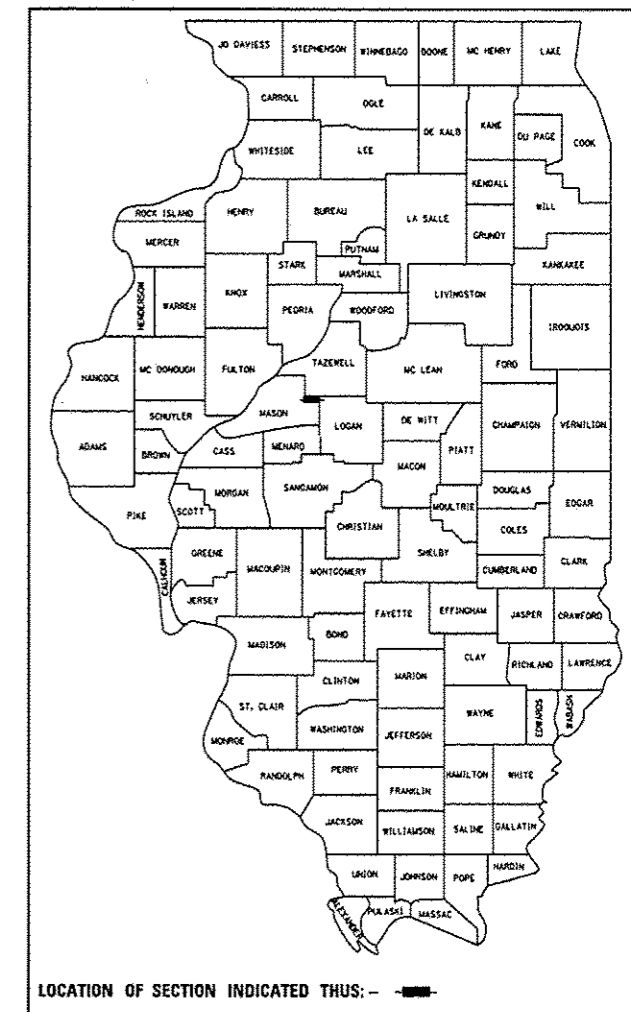 JO DAVIESS STEPHENSON WINNEBAGO BOONE MC HENRY LAKE
CARROLL OGLE DE KALB KANE DU PAGE COOK
WHITESIDE LEE KENDALL WILL
ROCK ISLAND HENRY BUREAU LA SALLE GRUNDY
MERCER PUTNAM KANKAKEE
HENDERSON WARREN KNOX STARK MARSHALL LIVINGSTON
PEORIA WOODFORD IROQUOIS
HANCOCK MC DONOUGH FULTON TAZEWELL MC LEAN FORD
SCHUYLER MASON LOGAN DE WITT CHAMPAIGN VERMILION
ADAMS BROWN CASS MENARD MACON PIATT
PIKE SCOTT MORGAN SANGAMON MOULTRIE DOUGLAS EDGAR
CHRISTIAN COLES
GREENE MACOUPIN MONTGOMERY SHELBY CUMBERLAND CLARK
CALHOUN JERSEY
FAYETTE EFFINGHAM JASPER CRAWFORD
MADISON BOND
CLINTON MARION CLAY RICHLAND LAWRENCE
ST. CLAIR WASHINGTON JEFFERSON WAYNE EDWARDS WABASH
MONROE
RANDOLPH PERRY FRANKLIN HAMILTON WHITE
JACKSON WILLIAMSON SALINE GALLATIN
UNION JOHNSON POPE HARDIN
ALEXANDER PULASKI MASSAC
LOCATION OF SECTION INDICATED THUS: -